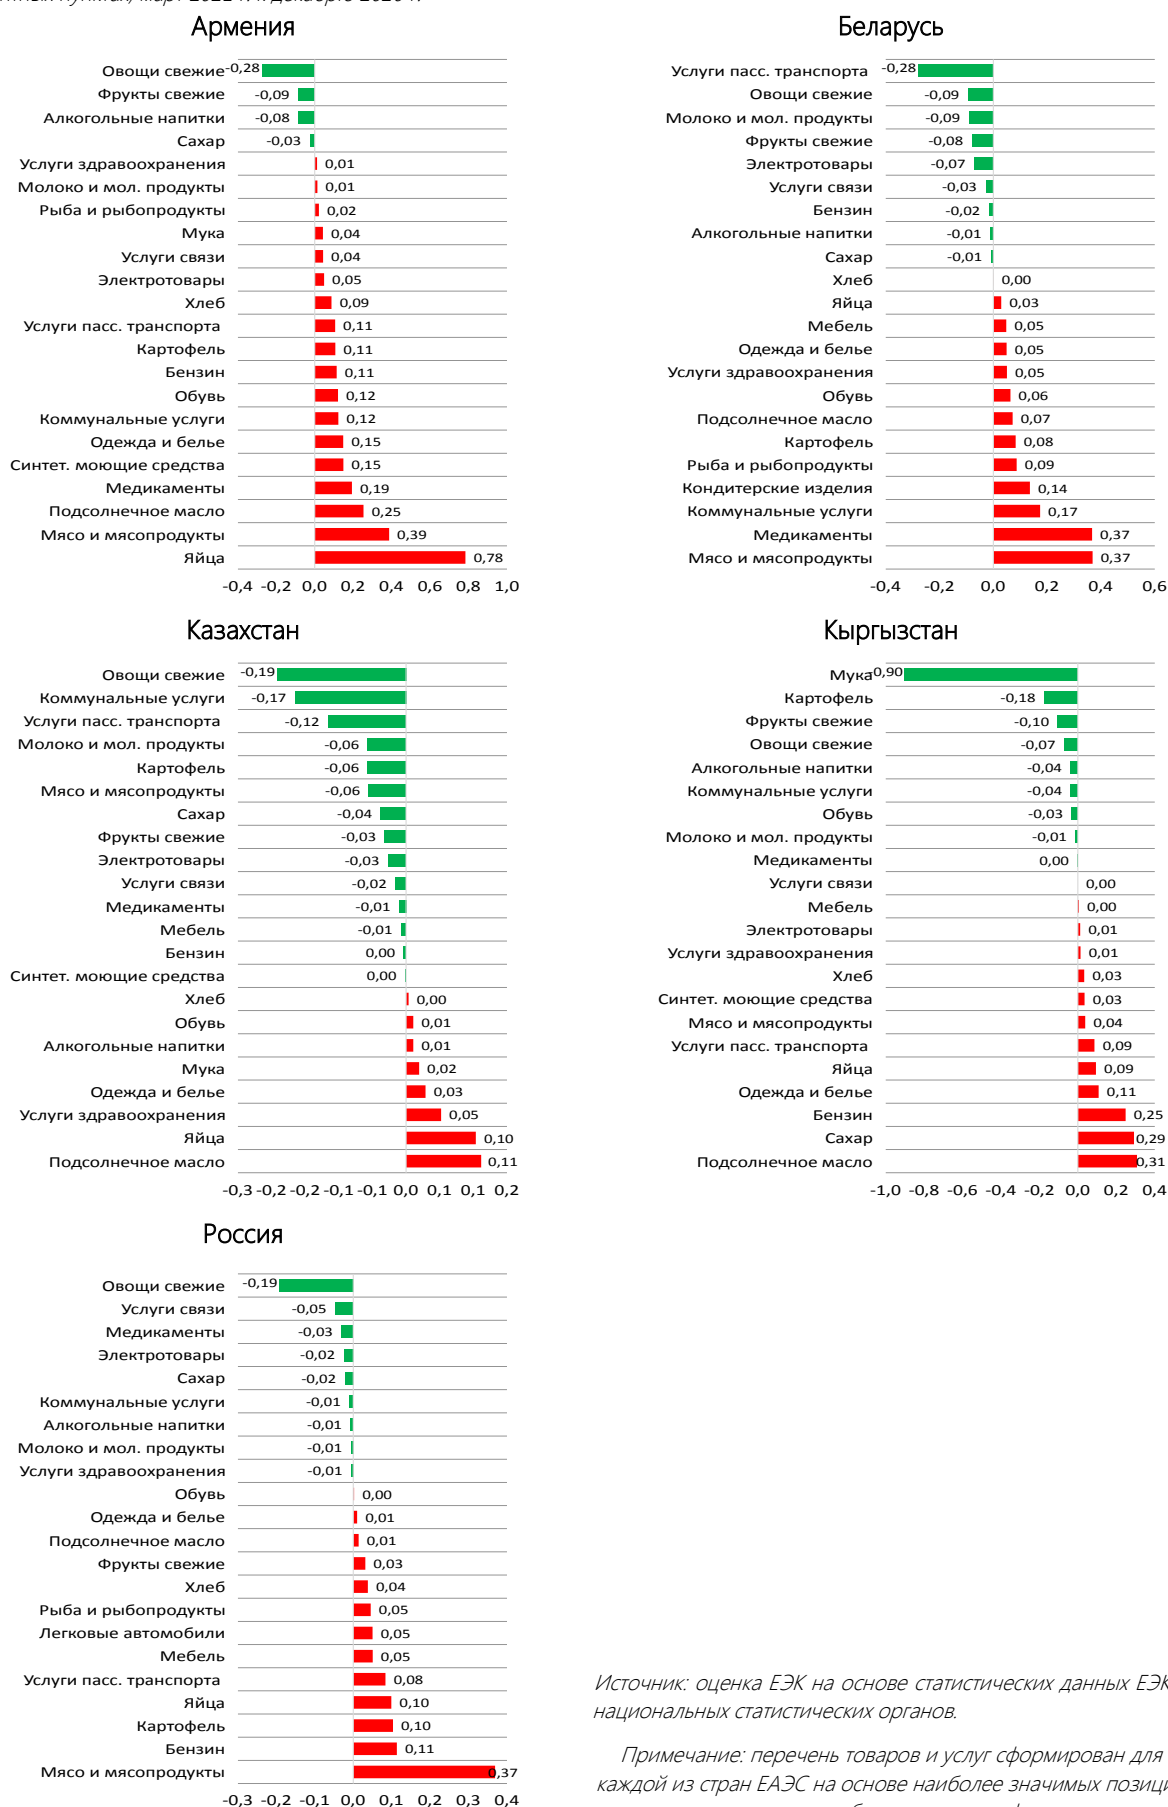 Армения
Овощи свежие -0,28
Фрукты свежие -0,09
Алкогольные напитки -0,08
Сахар -0,03
Услуги здравоохранения 0,01
Молоко и мол. продукты 0,01
Рыба и рыбопродукты 0,02
Мука 0,04
Услуги связи 0,04
Электротовары 0,05
Хлеб 0,09
Услуги пасс. транспорта 0,11
Картофель 0,11
Бензин 0,11
Обувь 0,12
Коммунальные услуги 0,12
Одежда и белье 0,15
Синтет. моющие средства 0,15
Медикаменты 0,19
Подсолнечное масло 0,25
Мясо и мясопродукты 0,39
Яйца 0,78
-0,4 -0,2 0,0 0,2 0,4 0,6 0,8 1,0
Беларусь
Услуги пасс. транспорта -0,28
Овощи свежие -0,09
Молоко и мол. продукты -0,09
Фрукты свежие -0,08
Электротовары -0,07
Услуги связи -0,03
Бензин -0,02
Алкогольные напитки -0,01
Сахар -0,01
Хлеб 0,00
Яйца 0,03
Мебель 0,05
Одежда и белье 0,05
Услуги здравоохранения 0,05
Обувь 0,06
Подсолнечное масло 0,07
Картофель 0,08
Рыба и рыбопродукты 0,09
Кондитерские изделия 0,14
Коммунальные услуги 0,17
Медикаменты 0,37
Мясо и мясопродукты 0,37
-0,4 -0,2 0,0 0,2 0,4 0,6
Казахстан
Овощи свежие -0,19
Коммунальные услуги -0,17
Услуги пасс. транспорта -0,12
Молоко и мол. продукты -0,06
Картофель -0,06
Мясо и мясопродукты -0,06
Сахар -0,04
Фрукты свежие -0,03
Электротовары -0,03
Услуги связи -0,02
Медикаменты -0,01
Мебель -0,01
Бензин 0,00
Синтет. моющие средства 0,00
Хлеб 0,00
Обувь 0,01
Алкогольные напитки 0,01
Мука 0,02
Одежда и белье 0,03
Услуги здравоохранения 0,05
Яйца 0,10
Подсолнечное масло 0,11
-0,3 -0,2 -0,2 -0,1 -0,1 0,0 0,1 0,1 0,2
Кыргызстан
Мука -0,90
Картофель -0,18
Фрукты свежие -0,10
Овощи свежие -0,07
Алкогольные напитки -0,04
Коммунальные услуги -0,04
Обувь -0,03
Молоко и мол. продукты -0,01
Медикаменты 0,00
Услуги связи 0,00
Мебель 0,00
Электротовары 0,01
Услуги здравоохранения 0,01
Хлеб 0,03
Синтет. моющие средства 0,03
Мясо и мясопродукты 0,04
Услуги пасс. транспорта 0,09
Яйца 0,09
Одежда и белье 0,11
Бензин 0,25
Сахар 0,29
Подсолнечное масло 0,31
-1,0 -0,8 -0,6 -0,4 -0,2 0,0 0,2 0,4
Россия
Овощи свежие -0,19
Услуги связи -0,05
Медикаменты -0,03
Электротовары -0,02
Сахар -0,02
Коммунальные услуги -0,01
Алкогольные напитки -0,01
Молоко и мол. продукты -0,01
Услуги здравоохранения -0,01
Обувь 0,00
Одежда и белье 0,01
Подсолнечное масло 0,01
Фрукты свежие 0,03
Хлеб 0,04
Рыба и рыбопродукты 0,05
Легковые автомобили 0,05
Мебель 0,05
Услуги пасс. транспорта 0,08
Яйца 0,10
Картофель 0,10
Бензин 0,11
Мясо и мясопродукты 0,37
-0,3 -0,2 -0,1 0,0 0,1 0,2 0,3 0,4
Источник: оценка ЕЭК на основе статистических данных ЕЭК
национальных статистических органов.
Примечание: перечень товаров и услуг сформирован для
каждой из стран ЕАЭС на основе наиболее значимых